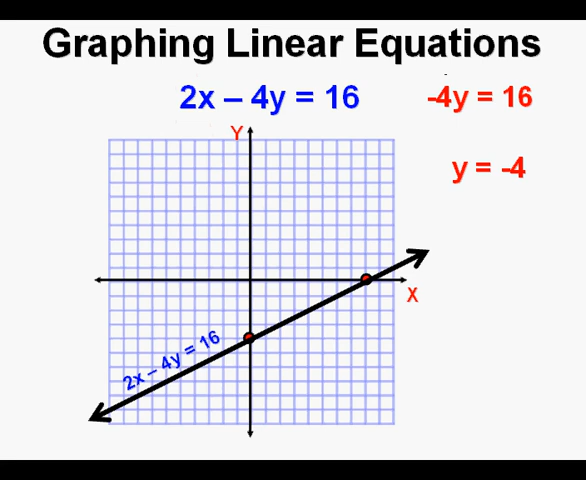 Graphing Linear Equations
2x – 4y = 16
-4y = 16
y = -4
Y
X
2x – 4y = 16